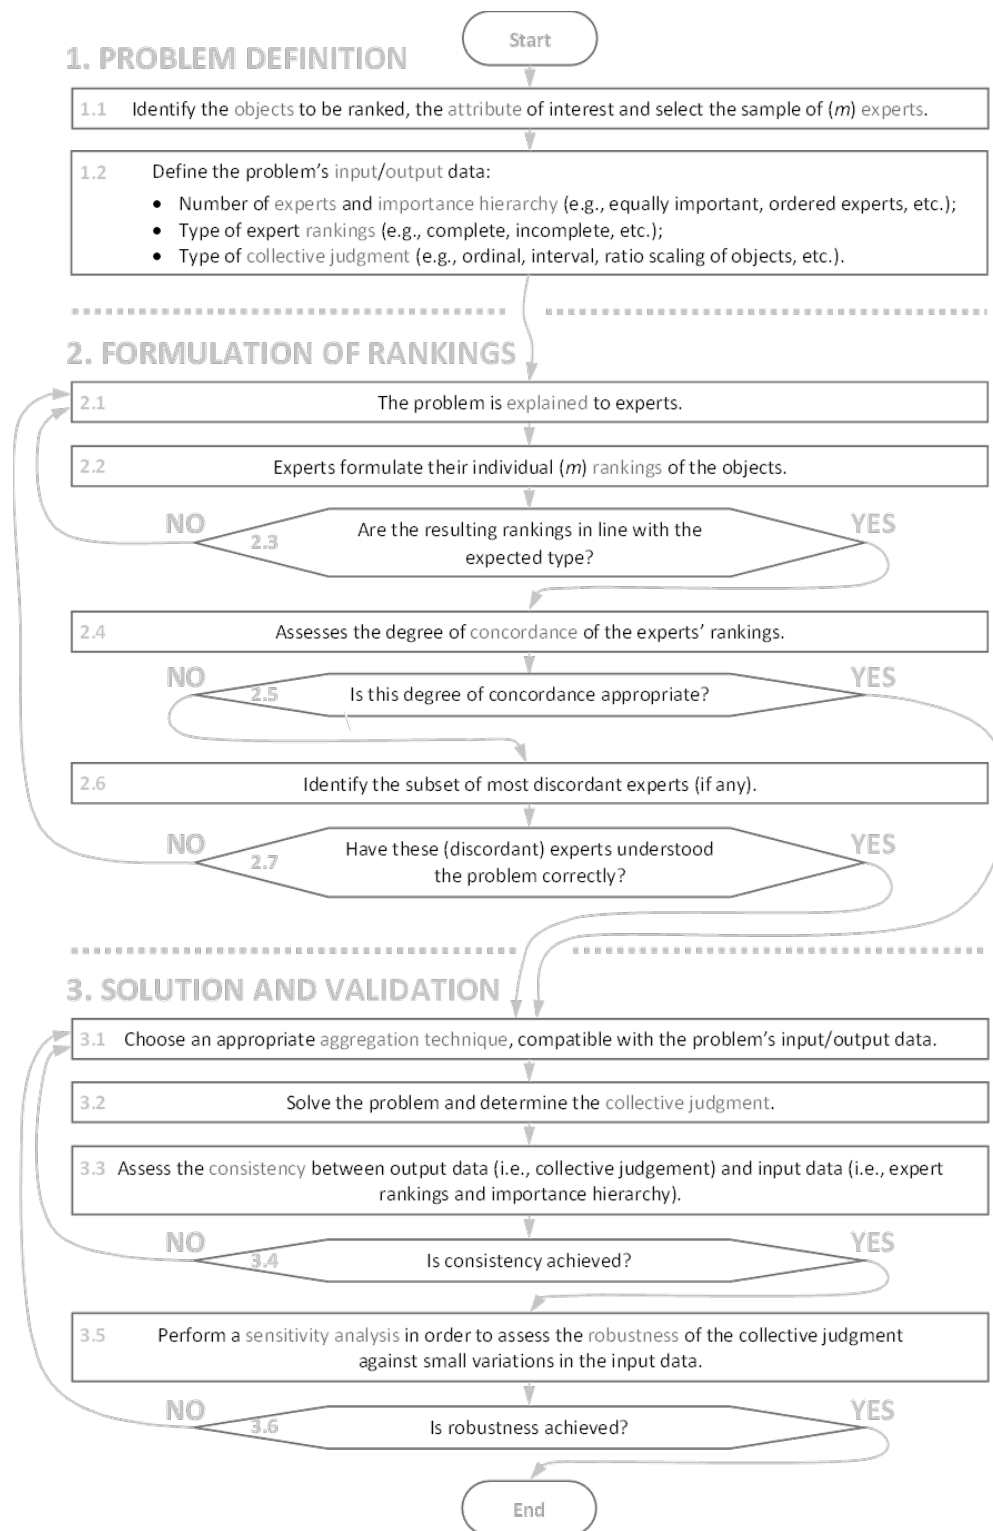 Start
1. PROBLEM DEFINITION
1.1 Identify the objects to be ranked, the attribute of interest and select the sample of (m) experts.
1.2 Define the problem's input/output data:
• Number of experts and importance hierarchy (e.g., equally important, ordered experts, etc.);
• Type of expert rankings (e.g., complete, incomplete, etc.);
• Type of collective judgment (e.g., ordinal, interval, ratio scaling of objects, etc.).
2. FORMULATION OF RANKINGS
2.1 The problem is explained to experts.
2.2 Experts formulate their individual (m) rankings of the objects.
NO
YES
2.3 Are the resulting rankings in line with the
expected type?
2.4 Assesses the degree of concordance of the experts' rankings.
NO
YES
2.5 Is this degree of concordance appropriate?
2.6 Identify the subset of most discordant experts (if any).
NO
YES
2.7 Have these (discordant) experts understood
the problem correctly?
3. SOLUTION AND VALIDATION
3.1 Choose an appropriate aggregation technique, compatible with the problem's input/output data.
3.2 Solve the problem and determine the collective judgment.
3.3 Assess the consistency between output data (i.e., collective judgement) and input data (i.e., expert
rankings and importance hierarchy).
NO
YES
3.4 Is consistency achieved?
3.5 Perform a sensitivity analysis in order to assess the robustness of the collective judgment
against small variations in the input data.
NO
YES
3.6 Is robustness achieved?
End